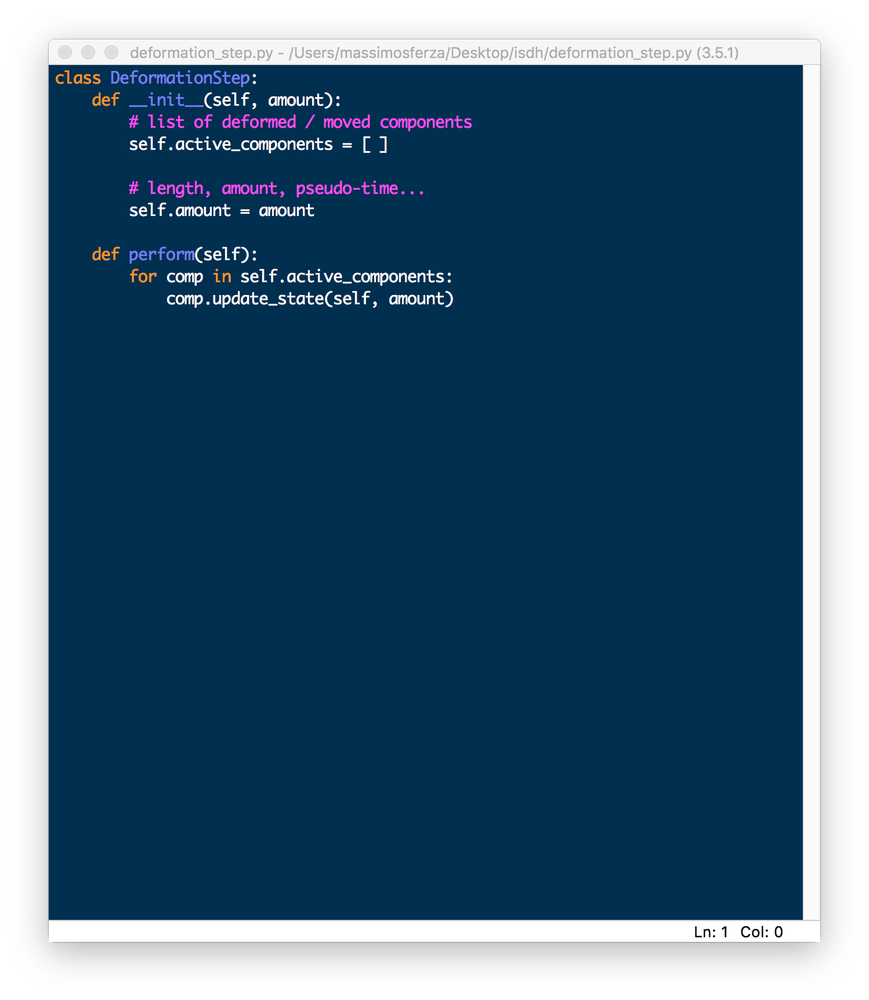 deformation_step.py - /Users/massimosferza/Desktop/isdh/deformation_step.py (3.5.1)
class DeformationStep:
    def __init__(self, amount):
        # list of deformed / moved components
        self.active_components = [ ]

        # length, amount, pseudo-time...
        self.amount = amount

    def perform(self):
        for comp in self.active_components:
            comp.update_state(self, amount)
Ln: 1 Col: 0